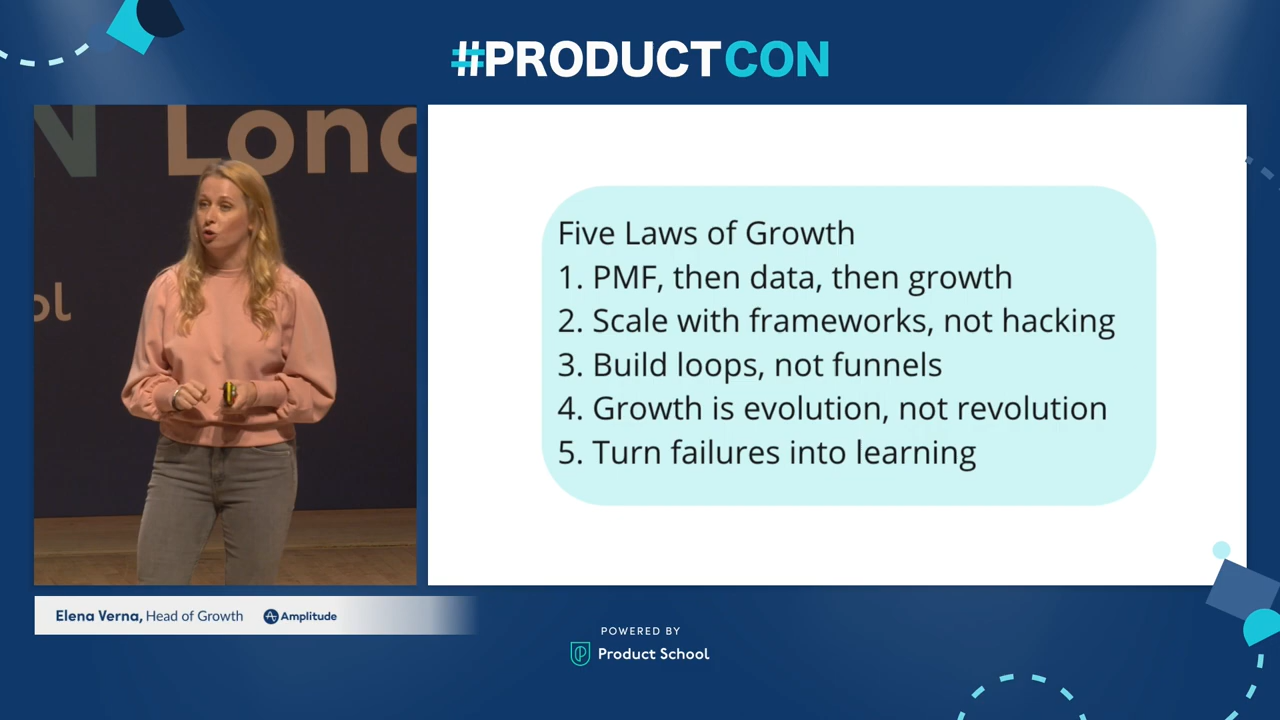 #PRODUCTCON
N Lond
ol
Five Laws of Growth
1. PMF, then data, then growth
2. Scale with frameworks, not hacking
3. Build loops, not funnels
4. Growth is evolution, not revolution
5. Turn failures into learning
Elena Verna, Head of Growth Amplitude
POWERED BY
Product School